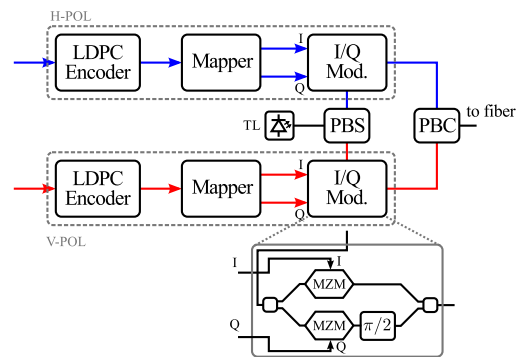 H-POL
LDPC
Encoder
Mapper
I
Q
I/Q
Mod.
TL
PBS
PBC
to fiber
LDPC
Encoder
Mapper
I
Q
I/Q
Mod.
V-POL
I
I
MZM
MZM
π/2
Q
Q